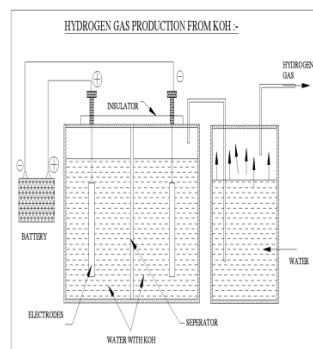 HYDROGEN GAS PRODUCTION FROM KOH :-
HYDROGEN
GAS
+
-
INSULATOR
-
+
BATTERY
WATER
ELECTRODES
SEPERATOR
WATER WITH KOH